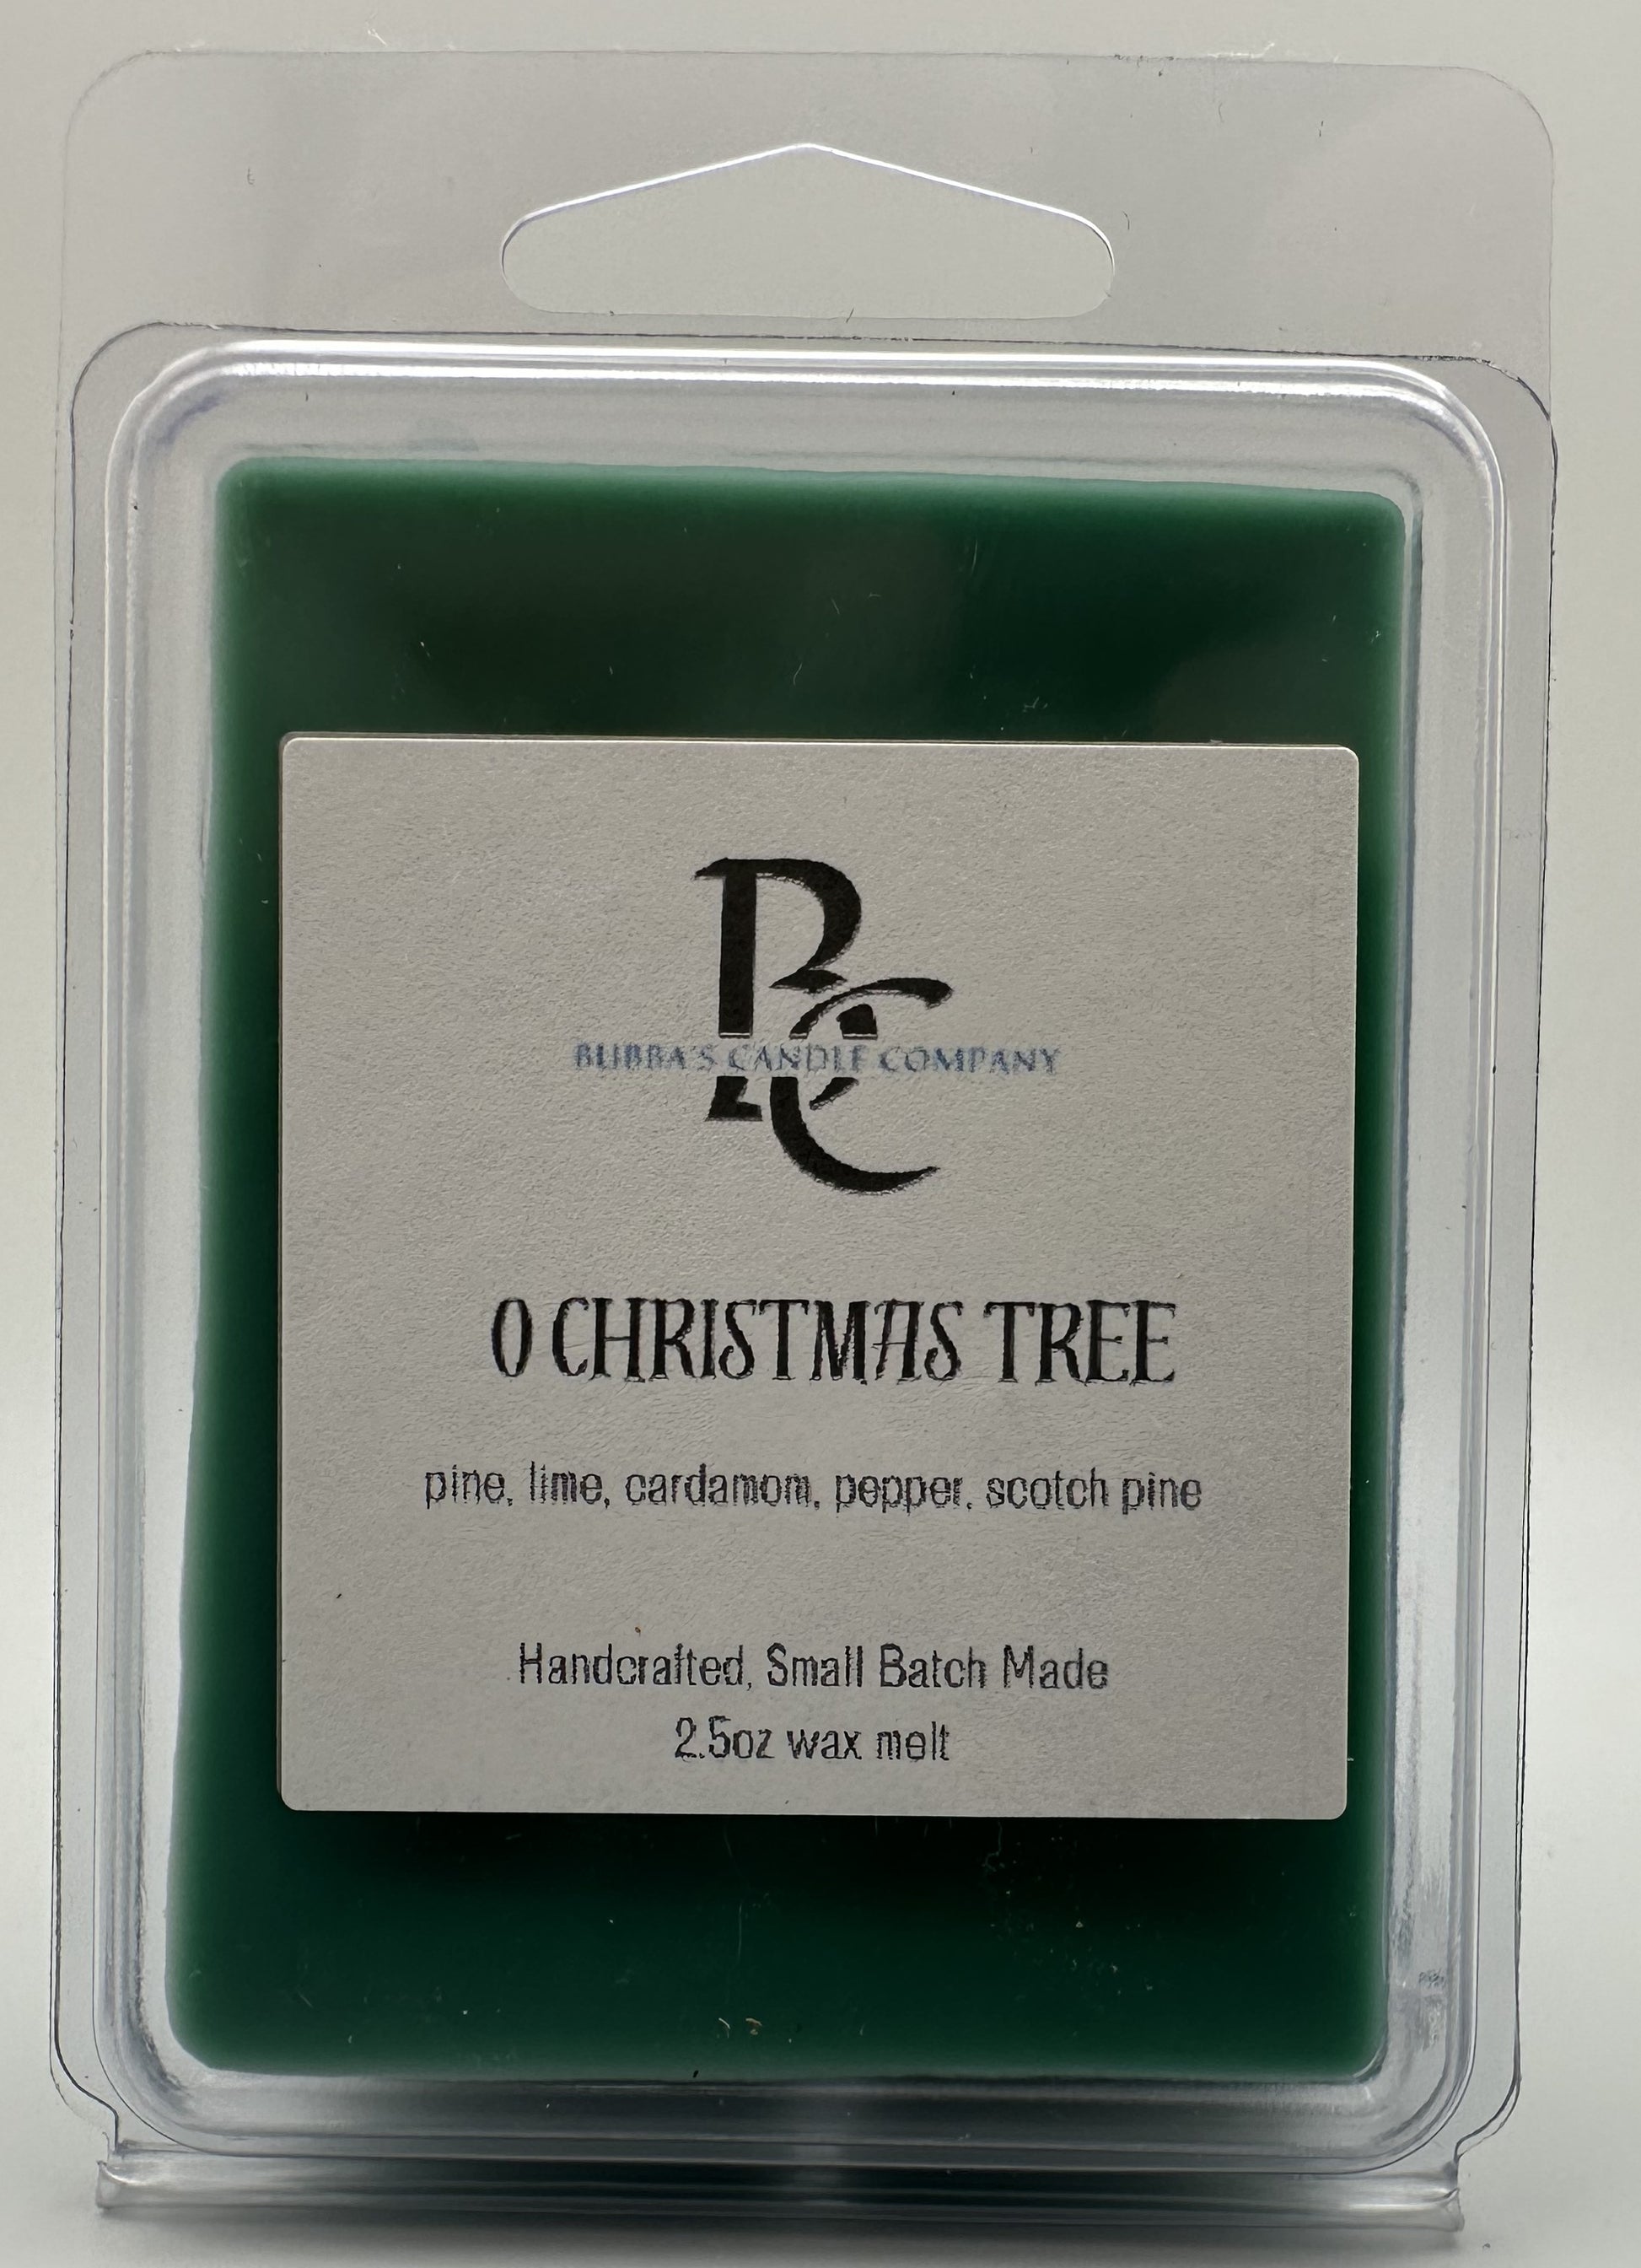 BC
BUBBA'S CANDLE COMPANY
O CHRISTMAS TREE
pine, lime, cardamom, pepper, scotch pine
Handcrafted, Small Batch Made
2.5oz wax melt